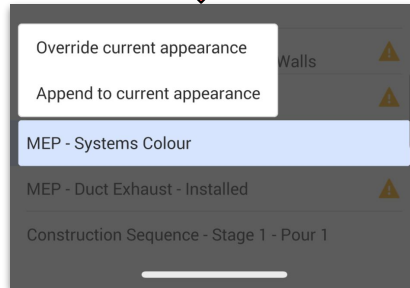 Override current appearance
Walls
Append to current appearance
MEP - Systems Colour
MEP - Duct Exhaust - Installed
Construction Sequence - Stage 1 - Pour 1